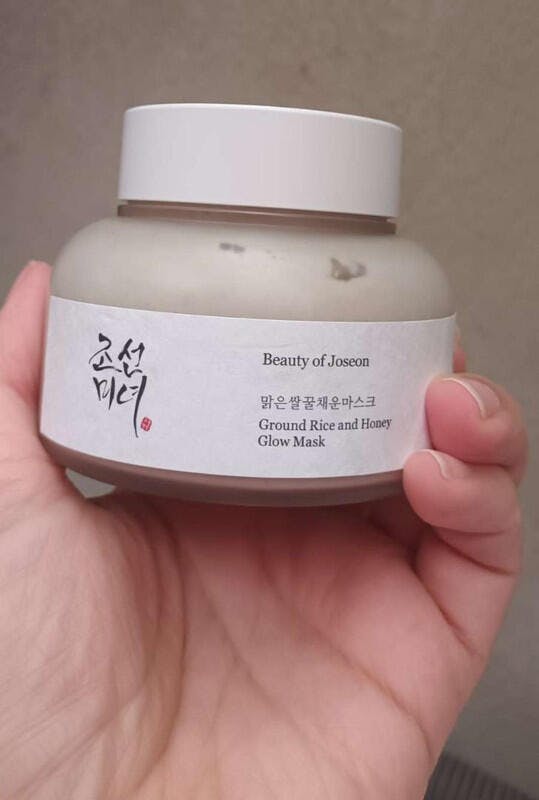 조선
미녀
Beauty of Joseon
맑은쌀꿀채운마스크
Ground Rice and Honey
Glow Mask